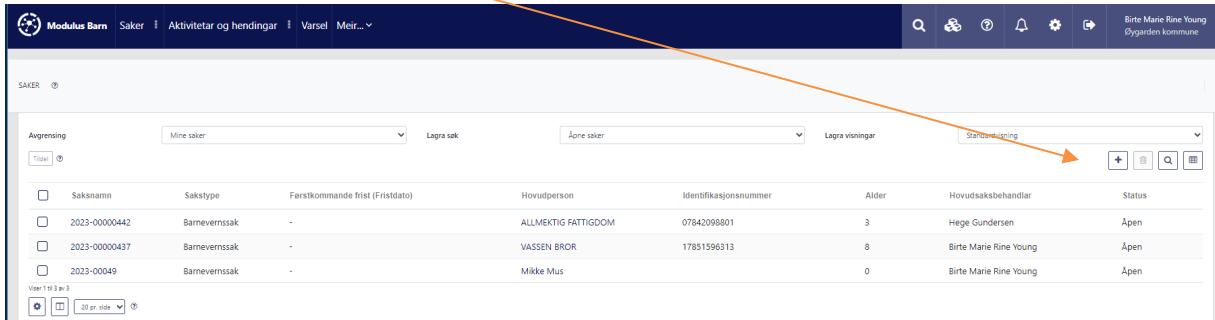 Modulus Barn Saker Aktivitetar og hendingar Varsel Meir... Birte Marie Rine Young
Øygarden kommune
SAKER
Avgrensing Mine saker Lagra søk Åpne saker Lagra visningar Standardvisning
Tildel
Saksnamn Sakstype Førstkommande frist (Fristdato) Hovudperson Identifikasjonsnummer Alder Hovudsaksbehandlar Status
2023-00000442 Barnevernssak - ALLMEKTIG FATTIGDOM 07842098801 3 Hege Gundersen Åpen
2023-00000437 Barnevernssak - VASSEN BROR 17851596313 8 Birte Marie Rine Young Åpen
2023-00049 Barnevernssak - Mikke Mus 0 Birte Marie Rine Young Åpen
Viser 1 til 3 av 3
20 pr. side